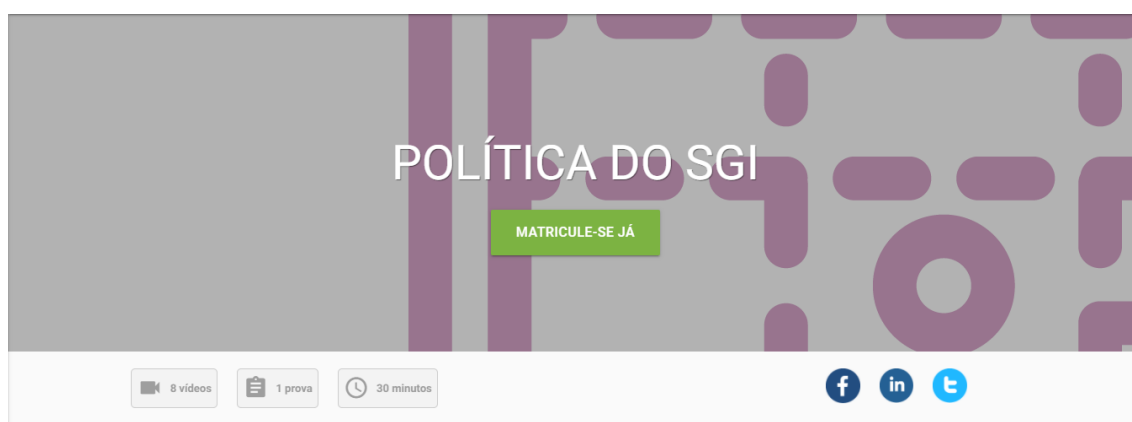 POLÍTICA DO SGI
MATRICULE-SE JÁ
8 vídeos
1 prova
30 minutos